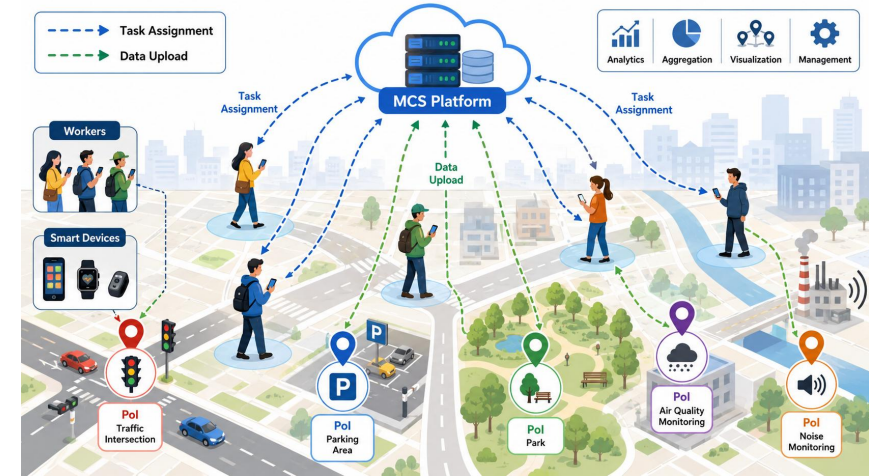 Task Assignment
Data Upload
Analytics
Aggregation
Visualization
Management
MCS Platform
Task
Assignment
Task
Assignment
Workers
Data
Upload
Smart Devices
P
P
PoI
Traffic
Intersection
PoI
Parking
Area
PoI
Park
PoI
Air Quality
Monitoring
PoI
Noise
Monitoring